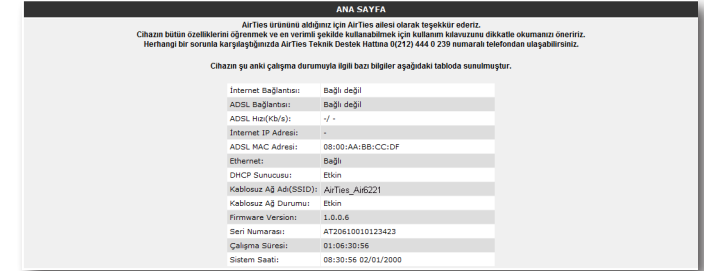 ANA SAYFA
AirTies ürününü aldığınız için AirTies ailesi olarak teşekkür ederiz.
Cihazın bütün özelliklerini öğrenmek ve en verimli şekilde kullanabilmek için kullanım kılavuzunu dikkatle okumanızı öneririz.
Herhangi bir sorunla karşılaştığınızda AirTies Teknik Destek Hattına 0(212) 444 0 239 numaralı telefondan ulaşabilirsiniz.
Cihazın şu anki çalışma durumuyla ilgili bazı bilgiler aşağıdaki tabloda sunulmuştur.
İnternet Bağlantısı: Bağlı değil
ADSL Bağlantısı: Bağlı değil
ADSL Hızı(Kb/s): -/ -
İnternet IP Adresi: -
ADSL MAC Adresi: 08:00:AA:BB:CC:DF
Ethernet: Bağlı
DHCP Sunucusu: Etkin
Kablosuz Ağ Adı(SSID): AirTies_Air6221
Kablosuz Ağ Durumu: Etkin
Firmware Version: 1.0.0.6
Seri Numarası: AT20610010123423
Çalışma Süresi: 01:06:30:56
Sistem Saati: 08:30:56 02/01/2000